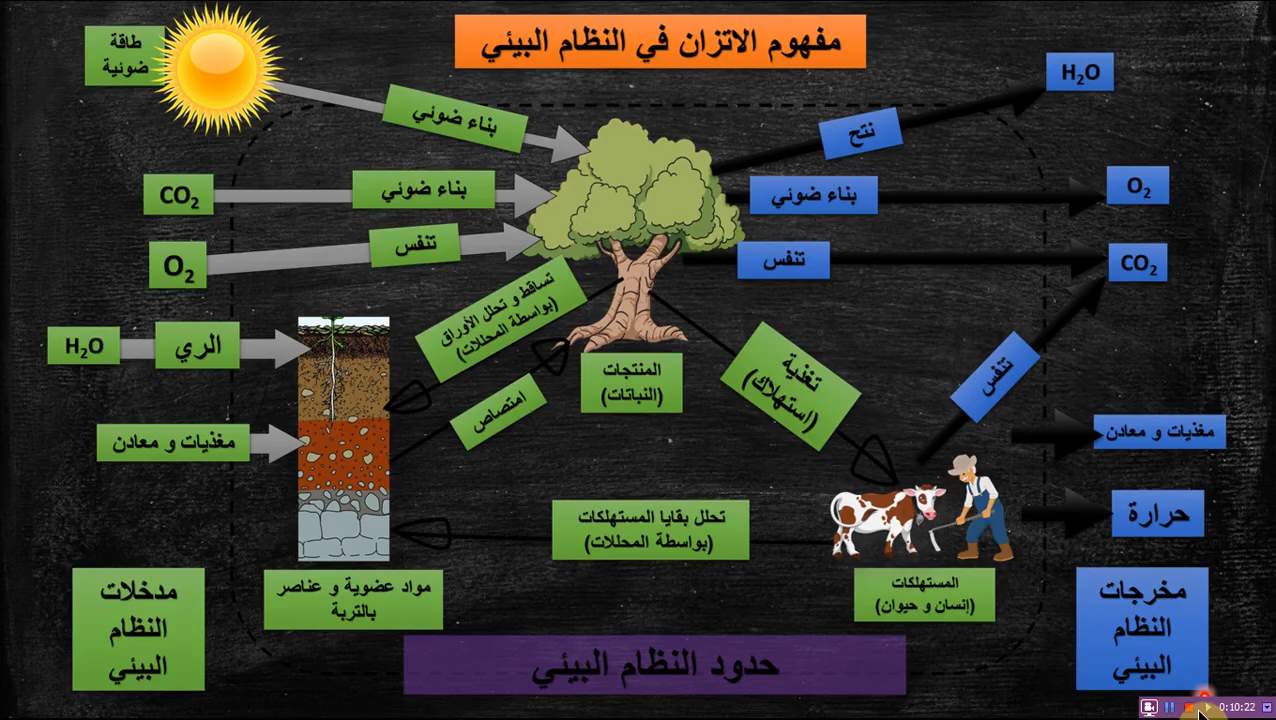 مفهوم الاتزان في النظام البيئي
طاقة
ضوئية
بناء ضوئي
CO₂
بناء ضوئي
O₂
تنفس
H₂O
الري
مغذيات و معادن
نتح
H₂O
بناء ضوئي
O₂
تنفس
CO₂
تساقط و تحلل الأوراق
(بواسطة المحللات)
امتصاص
المنتجات
(النباتات)
تغذية
(استهلاك)
تنفس
مغذيات و معادن
حرارة
تحلل بقايا المستهلكات
(بواسطة المحللات)
المستهلكات
(إنسان و حيوان)
مواد عضوية و عناصر
بالتربة
مدخلات
النظام
البيئي
مخرجات
النظام
البيئي
حدود النظام البيئي
0:10:22